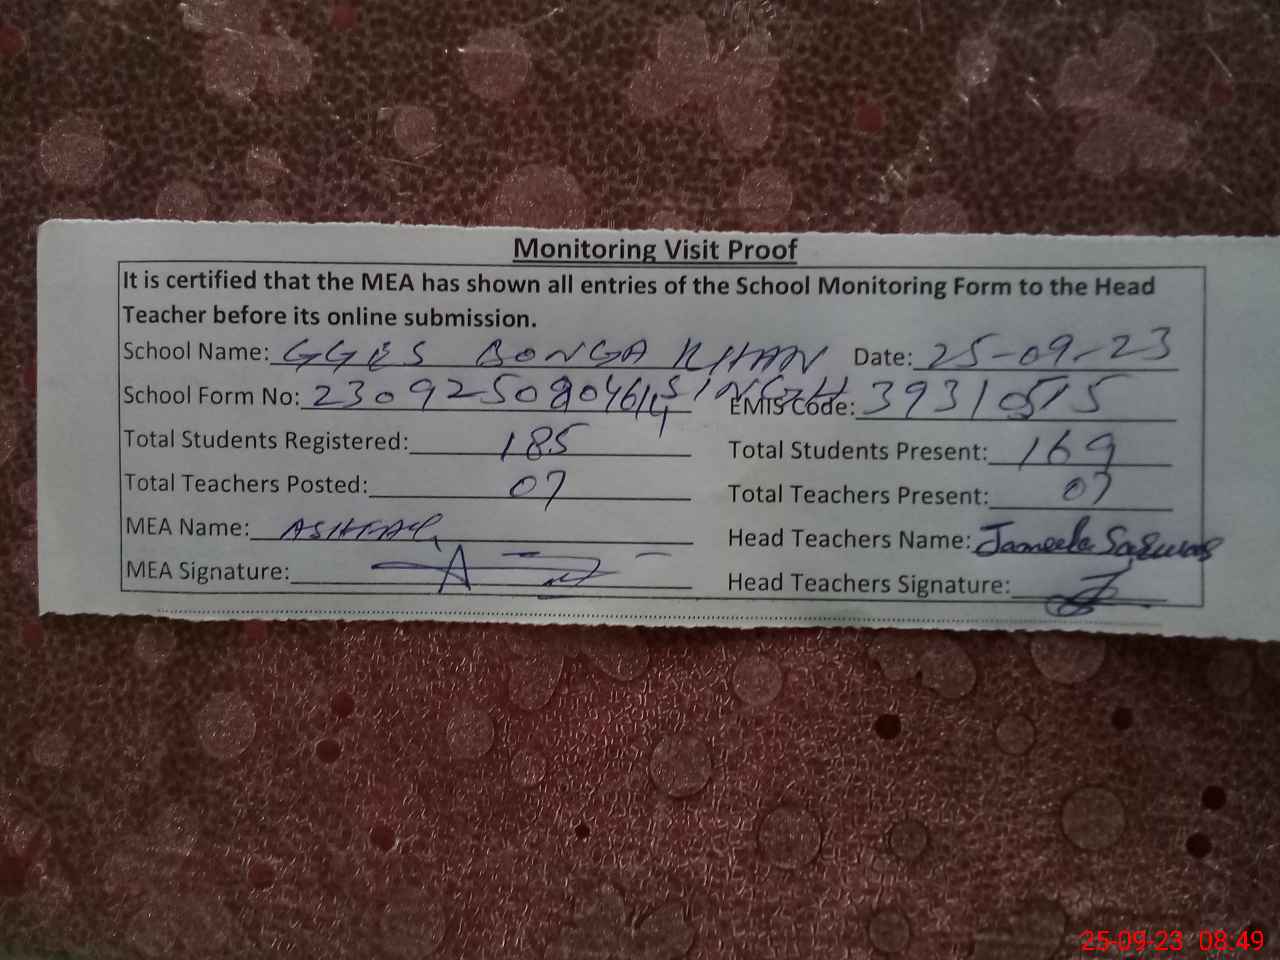 Monitoring Visit Proof
It is certified that the MEA has shown all entries of the School Monitoring Form to the Head
Teacher before its online submission.
School Name: GGES BONGA KHAN SINGH Date: 25-09-23
School Form No: EMIS Code: 39310515
Total Students Registered: 185 Total Students Present: 169
Total Teachers Posted: 07 Total Teachers Present: 07
MEA Name: ASHFAQ Head Teachers Name: Jameela
MEA Signature: Head Teachers Signature:
25-09-23 08:49